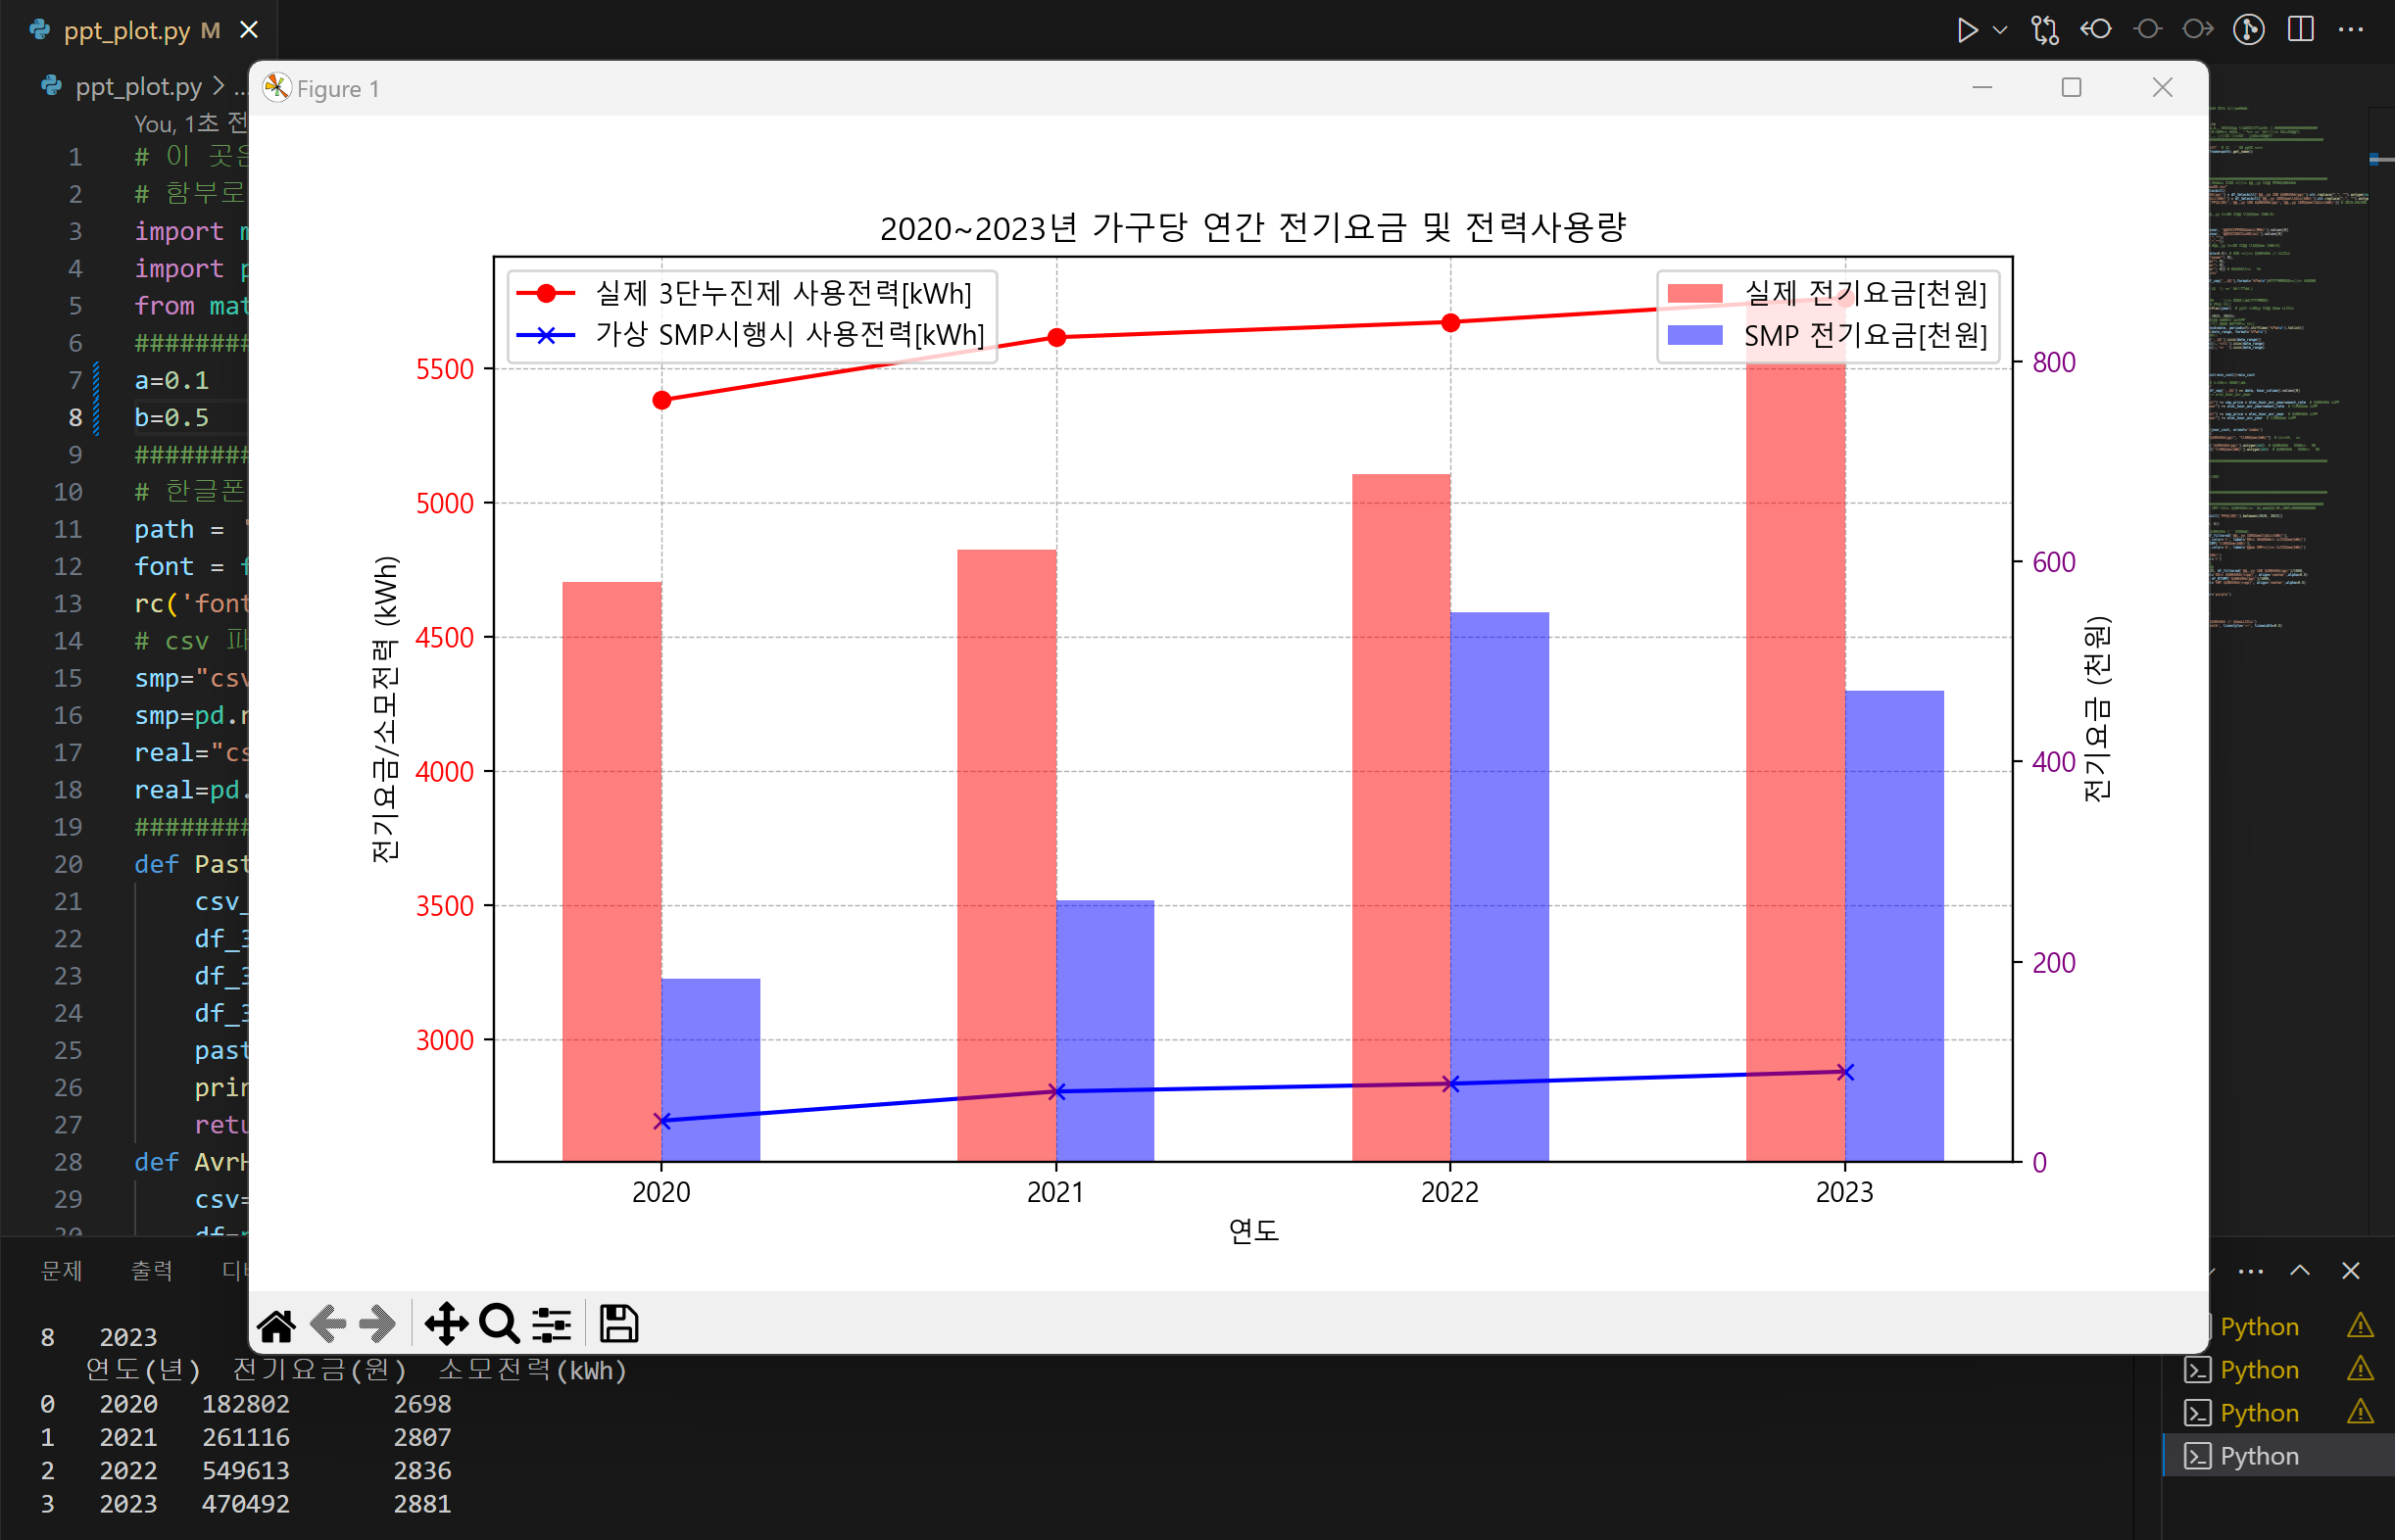 ppt_plot.py M
ppt_plot.py > ...
Figure 1
You, 1초 전
1 # 이 곳은
2 # 함부로
3 import m
4 import p
5 from mat
6 #########
7 a=0.1
8 b=0.5
9 #########
10 # 한글폰
11 path = '
12 font = f
13 rc('font
14 # csv 파
15 smp="csv
16 smp=pd.r
17 real="cs
18 real=pd.
19 #########
20 def Past
21 csv_
22 df_3
23 df_3
24 df_3
25 past
26 prin
27 retu
28 def AvrH
29 csv=
30 df=p
2020~2023년 가구당 연간 전기요금 및 전력사용량
실제 3단누진제 사용전력[kWh]
가상 SMP시행시 사용전력[kWh]
실제 전기요금[천원]
SMP 전기요금[천원]
5500
5000
4500
4000
3500
3000
전기요금/소모전력 (kWh)
800
600
400
200
0
전기요금 (천원)
2020 2021 2022 2023
연도
문제 출력 디버
8 2023
연도(년) 전기요금(원) 소모전력(kWh)
0 2020 182802 2698
1 2021 261116 2807
2 2022 549613 2836
3 2023 470492 2881
Python
Python
Python
Python